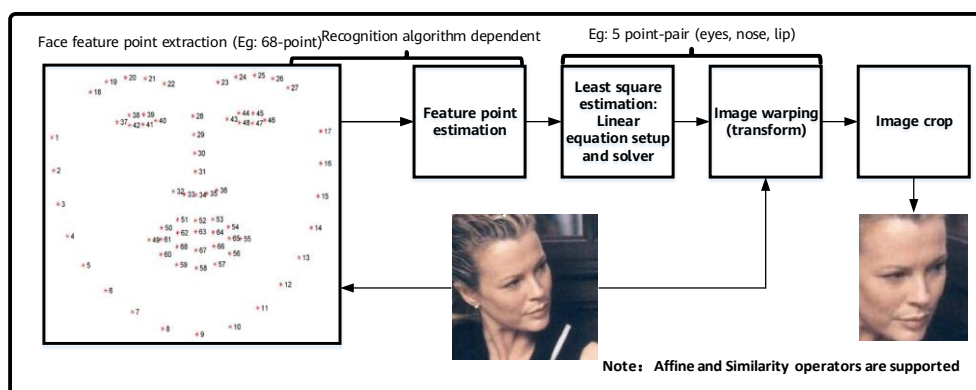 Face feature point extraction (Eg: 68-point)
Recognition algorithm dependent
Eg: 5 point-pair (eyes, nose, lip)
Feature point
estimation
Least square
estimation:
Linear
equation setup
and solver
Image warping
(transform)
Image crop
18 19 20 21 22 23 24 25 26 27
37 38 39 40 41 42 43 44 45 46 47 48
28
29
30
31
32 33 34 35 36
1
2
3
4
5
6
7
8
9
10
11
12
13
14
15
16
17
49 50 51 52 53 54 55
56 57 58 59 60
61 62 63 64 65
66 67 68
Note: Affine and Similarity operators are supported